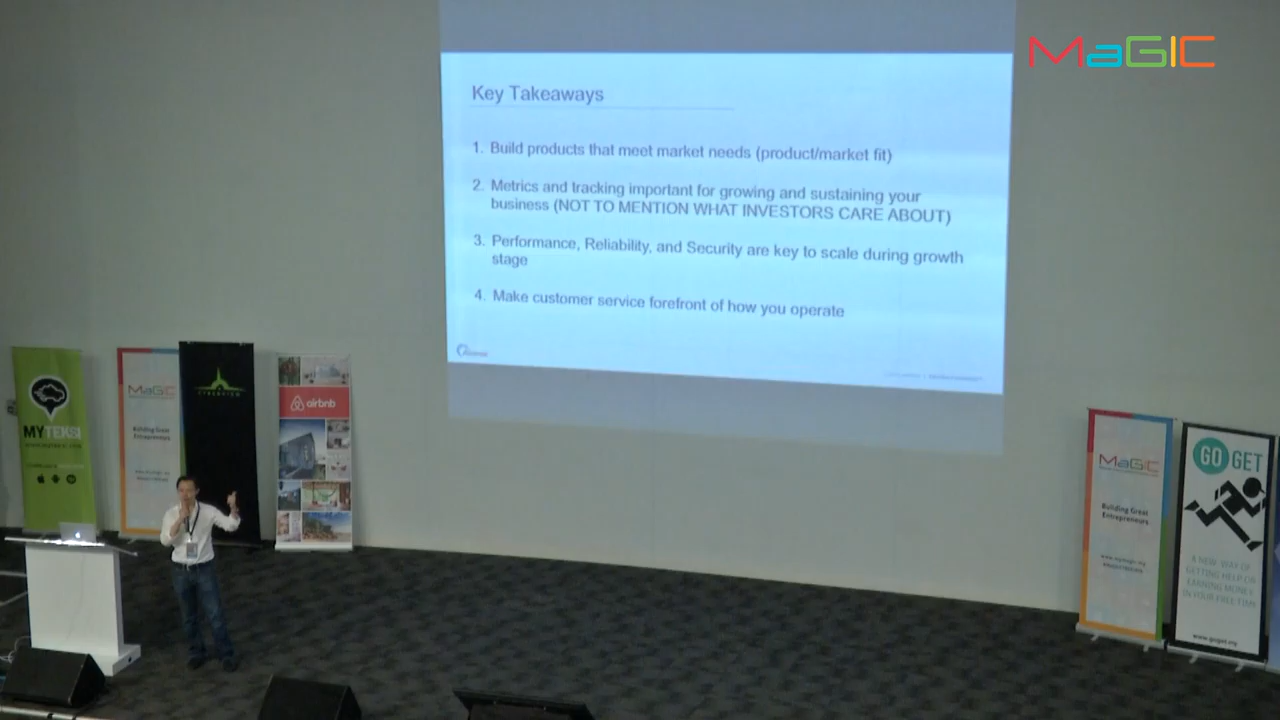 MaGIC
Key Takeaways
1. Build products that meet market needs (product/market fit)
2. Metrics and tracking important for growing and sustaining your
business (NOT TO MENTION WHAT INVESTORS CARE ABOUT)
3. Performance, Reliability, and Security are key to scale during growth
stage
4. Make customer service forefront of how you operate
MYTEKSI
MaGIC
Building Great
Entrepreneurs
airbnb
MaGIC
Building Great
Entrepreneurs
GO GET
A NEW WAY OF
GETTING HELP OR
EARNING MONEY
IN YOUR FREE TIME
www.goget.my